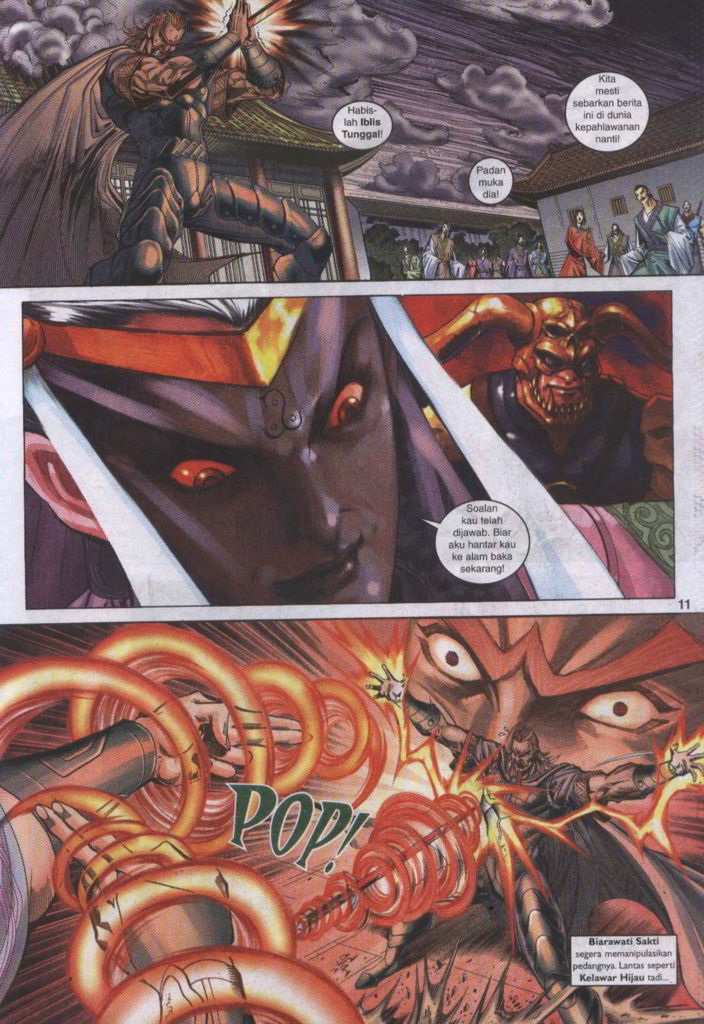 Habis-
lah Iblis
Tunggal!
Padan
muka
dia!
Kita
mesti
sebarkan berita
ini di dunia
kepahlawanan
nanti!
Soalan
kau telah
dijawab. Biar
aku hantar kau
ke alam baka
sekarang!
11
POP!
Biarawati Sakti
segera memanipulasikan
pedangnya. Lantas seperti
Kelawar Hijau tadi...